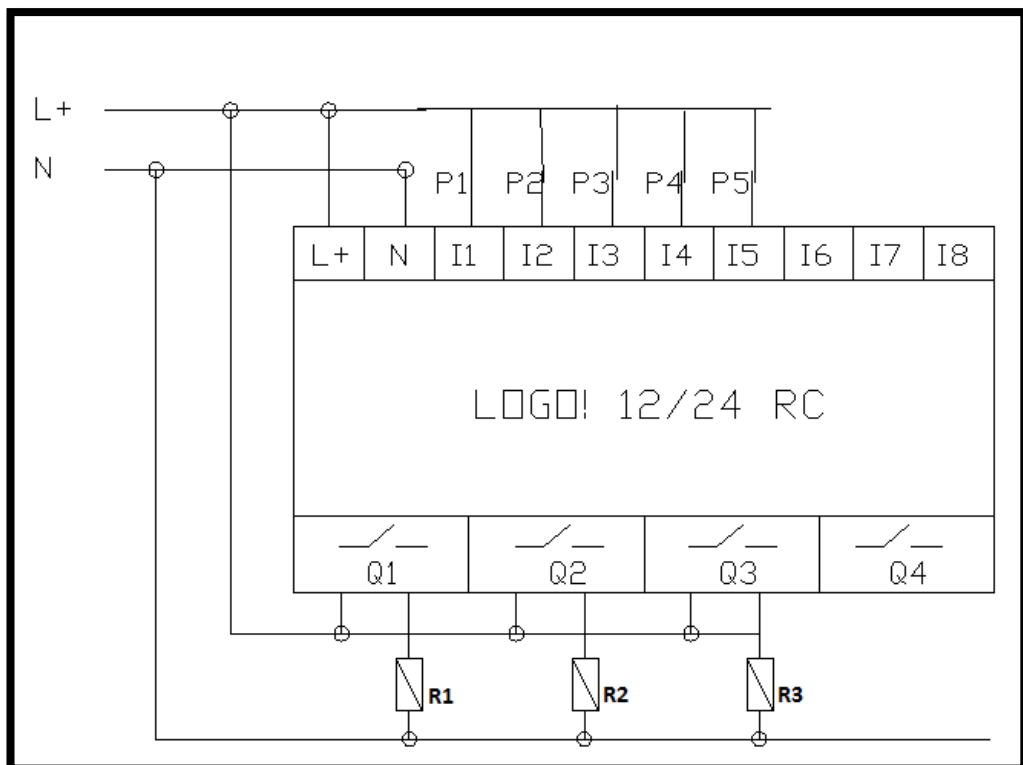 L+
N
P1 P2 P3 P4 P5
L+ N I1 I2 I3 I4 I5 I6 I7 I8
LOGO! 12/24 RC
Q1 Q2 Q3 Q4
R1 R2 R3